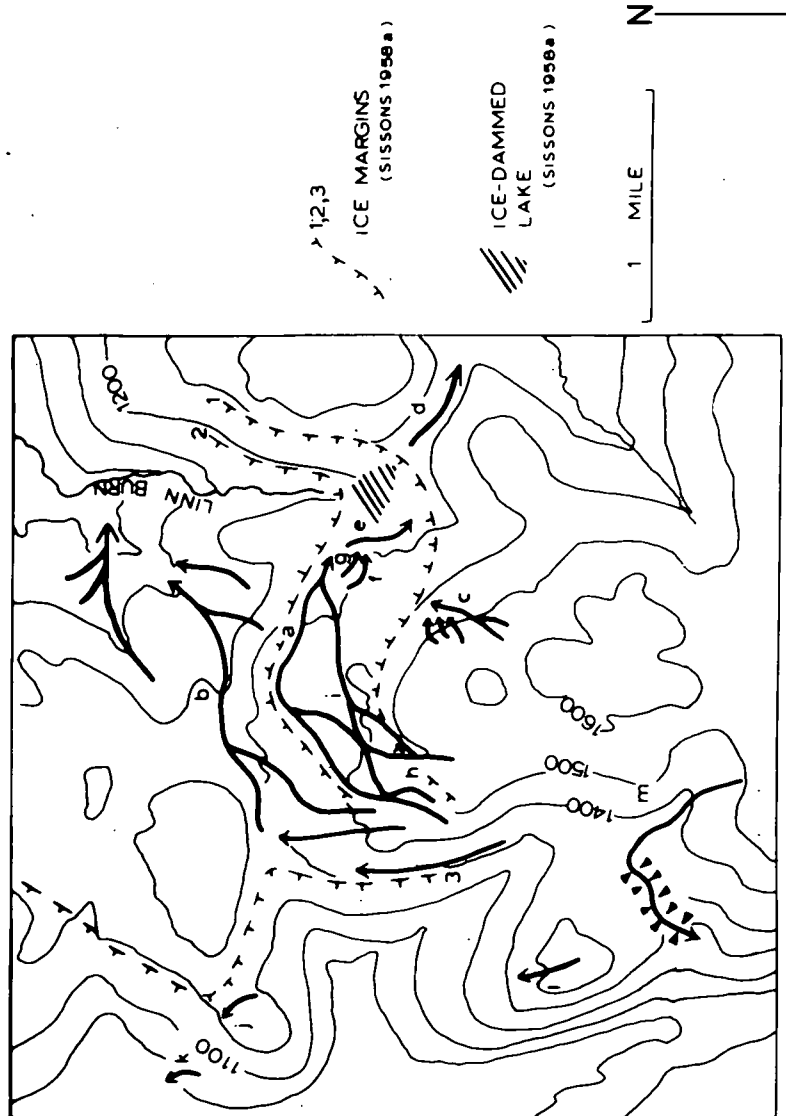 1,2,3
ICE MARGINS
(SISSONS 1958a)
ICE-DAMMED
LAKE
(SISSONS 1958a)
1 MILE
N
1200
LINN BURN
2
d
e
g
f
a
c
b
i
h
1600
1500
1400
m
3
l
j
k
1100